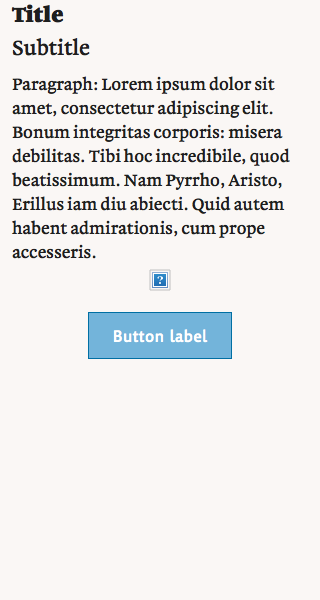 Title
Subtitle
Paragraph: Lorem ipsum dolor sit
amet, consectetur adipiscing elit.
Bonum integritas corporis: misera
debilitas. Tibi hoc incredibile, quod
beatissimum. Nam Pyrrho, Aristo,
Erillus iam diu abiecti. Quid autem
habent admirationis, cum prope
accesseris.
?
Button label